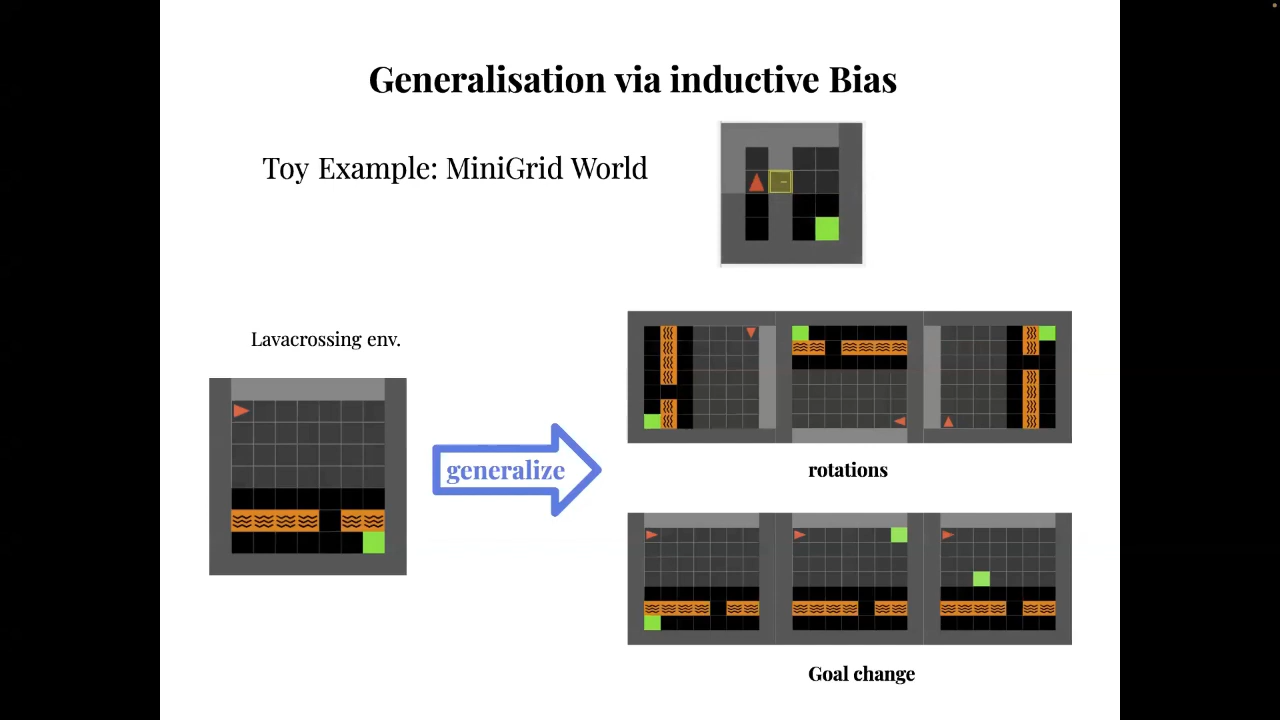 Generalisation via inductive Bias
Toy Example: MiniGrid World
Lavacrossing env.
generalize
rotations
Goal change